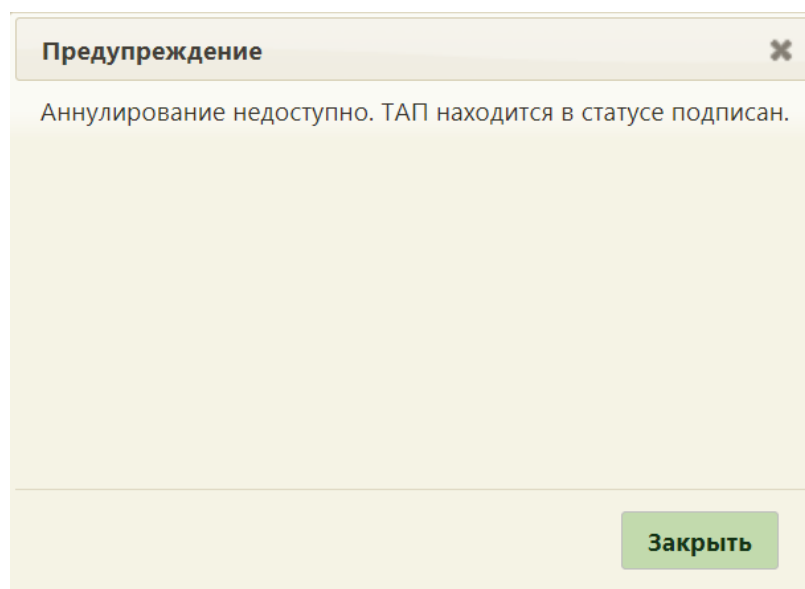 Предупреждение
Аннулирование недоступно. ТАП находится в статусе подписан.
Закрыть